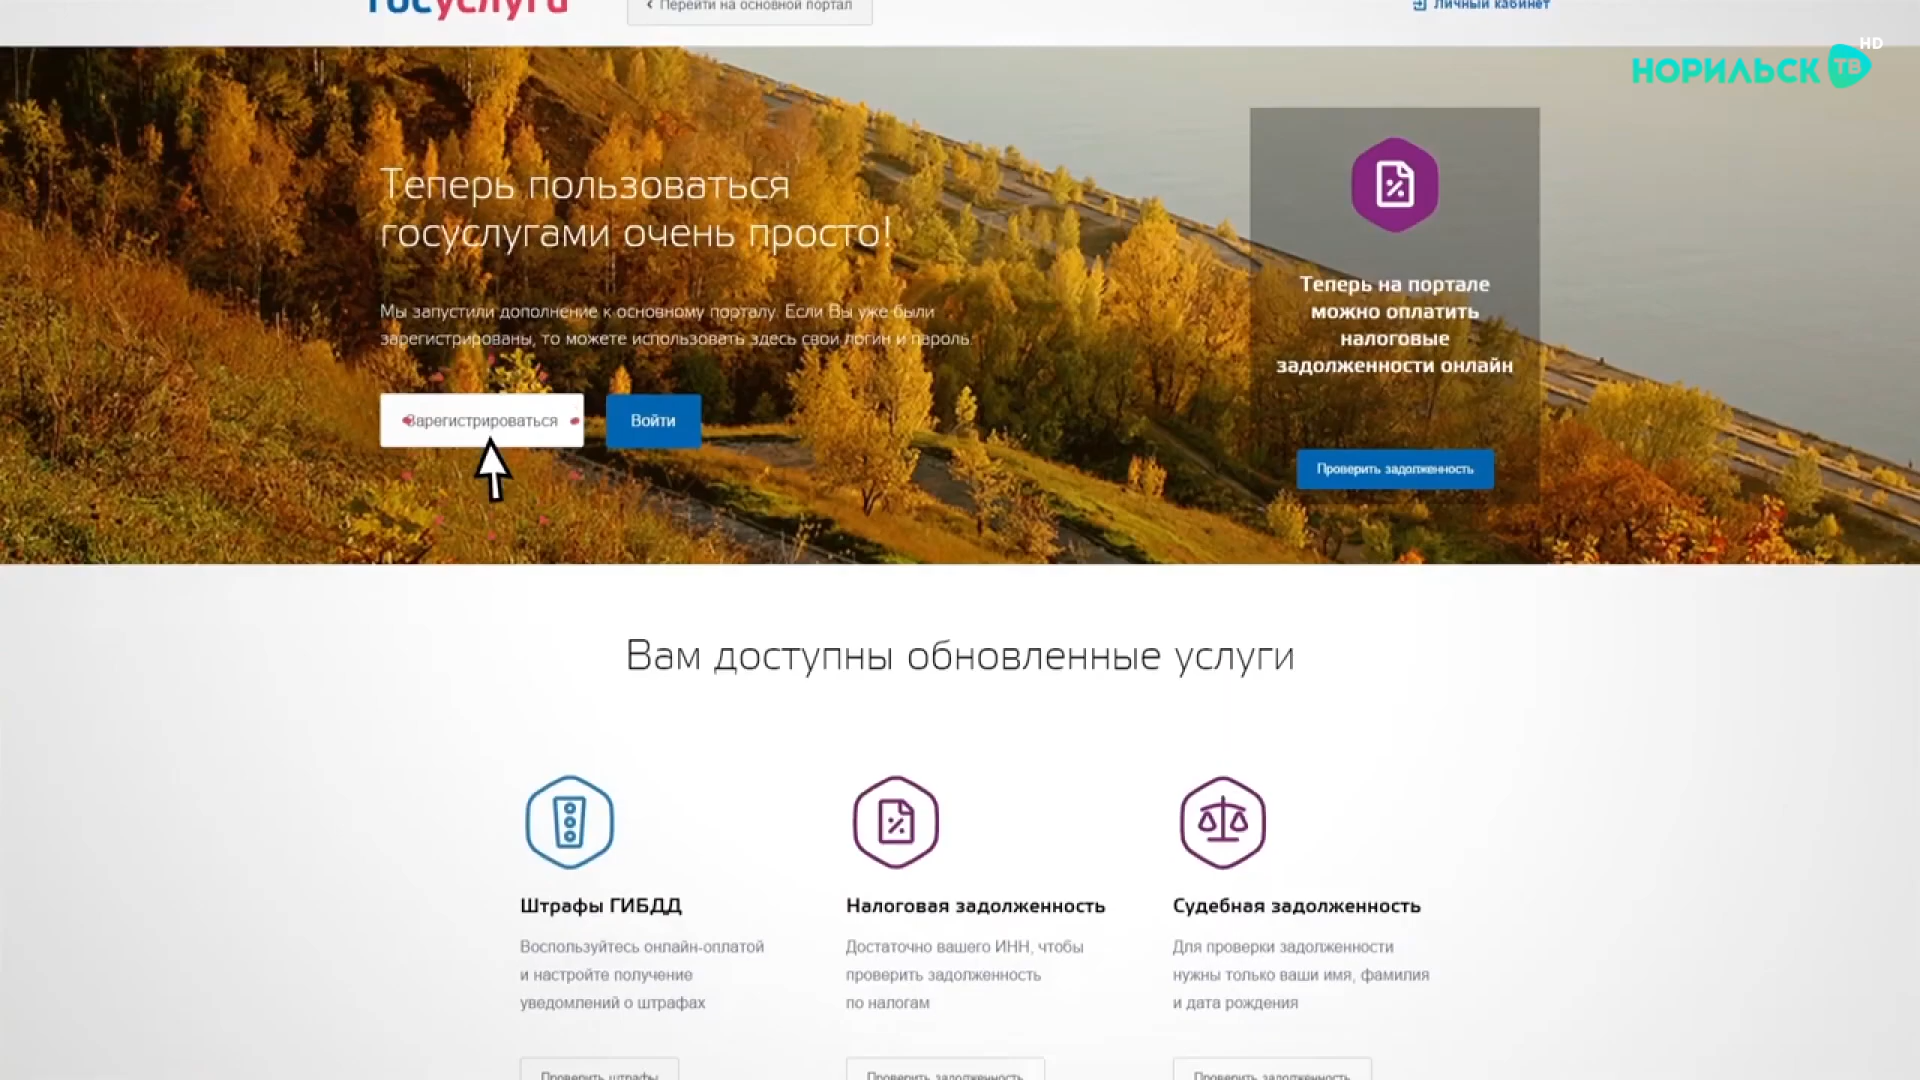 госуслуги
Перейти на основной портал
Личный кабинет
HD
НОРИЛЬСК ТВ
Теперь пользоваться
госуслугами очень просто!
Мы запустили дополнение к основному порталу. Если Вы уже были
зарегистрированы, то можете использовать здесь свои логин и пароль.
Зарегистрироваться
Войти
Теперь на портале
можно оплатить
налоговые
задолженности онлайн
Проверить задолженность
Вам доступны обновленные услуги
Штрафы ГИБДД
Воспользуйтесь онлайн-оплатой
и настройте получение
уведомлений о штрафах
Проверить штрафы
Налоговая задолженность
Достаточно вашего ИНН, чтобы
проверить задолженность
по налогам
Проверить задолженность
Судебная задолженность
Для проверки задолженности
нужны только ваши имя, фамилия
и дата рождения
Проверить задолженность